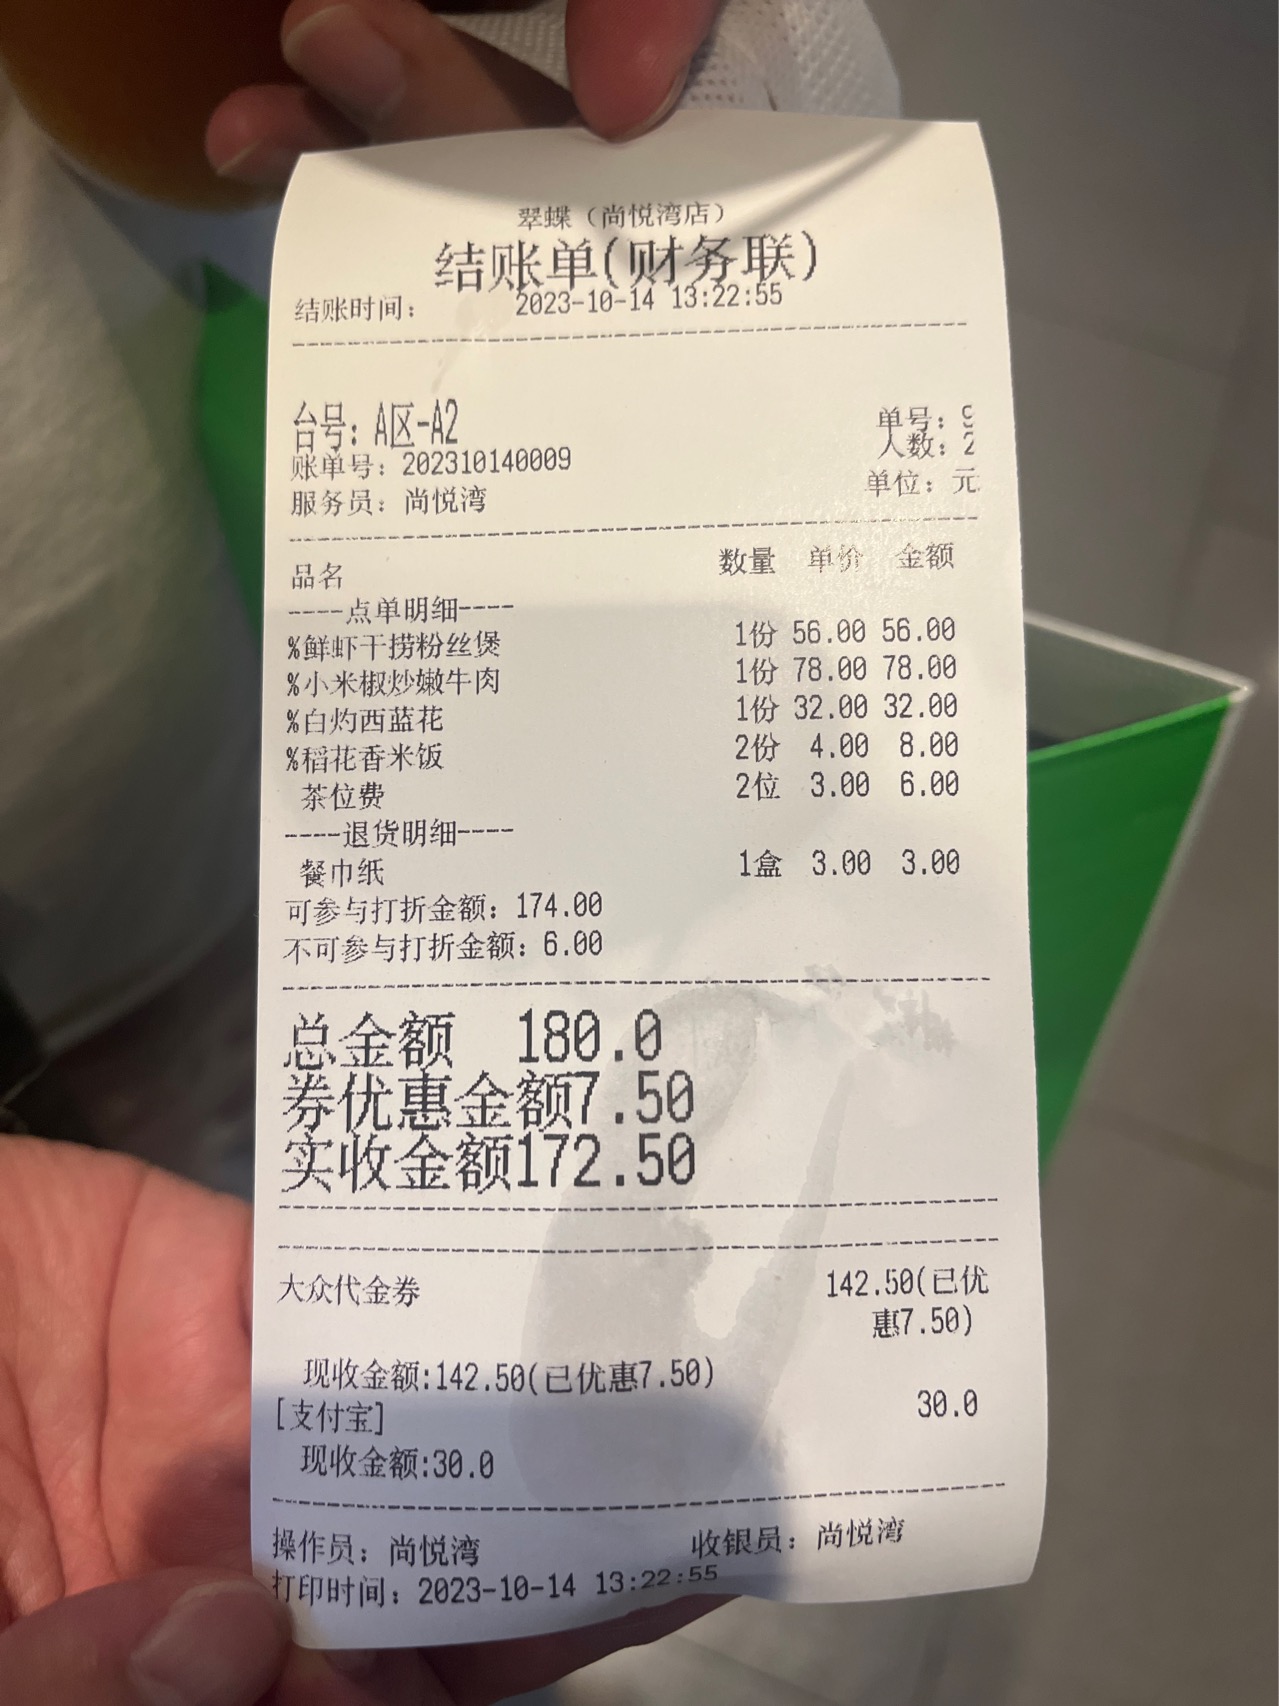 翠蝶（尚悦湾店）
结账单(财务联)
结账时间： 2023-10-14 13:22:55
台号: A区-A2 单号: 9
账单号: 202310140009 人数: 2
服务员: 尚悦湾 单位: 元
品名 数量 单价 金额
----点单明细----
%鲜虾干捞粉丝煲 1份 56.00 56.00
%小米椒炒嫩牛肉 1份 78.00 78.00
%白灼西蓝花 1份 32.00 32.00
%稻花香米饭 2份 4.00 8.00
茶位费 2位 3.00 6.00
----退货明细----
餐巾纸 1盒 3.00 3.00
可参与打折金额: 174.00
不可参与打折金额: 6.00
总金额 180.0
券优惠金额7.50
实收金额172.50
大众代金券 142.50(已优
惠7.50)
现收金额:142.50(已优惠7.50)
[支付宝] 30.0
现收金额:30.0
操作员: 尚悦湾 收银员: 尚悦湾
打印时间: 2023-10-14 13:22:55